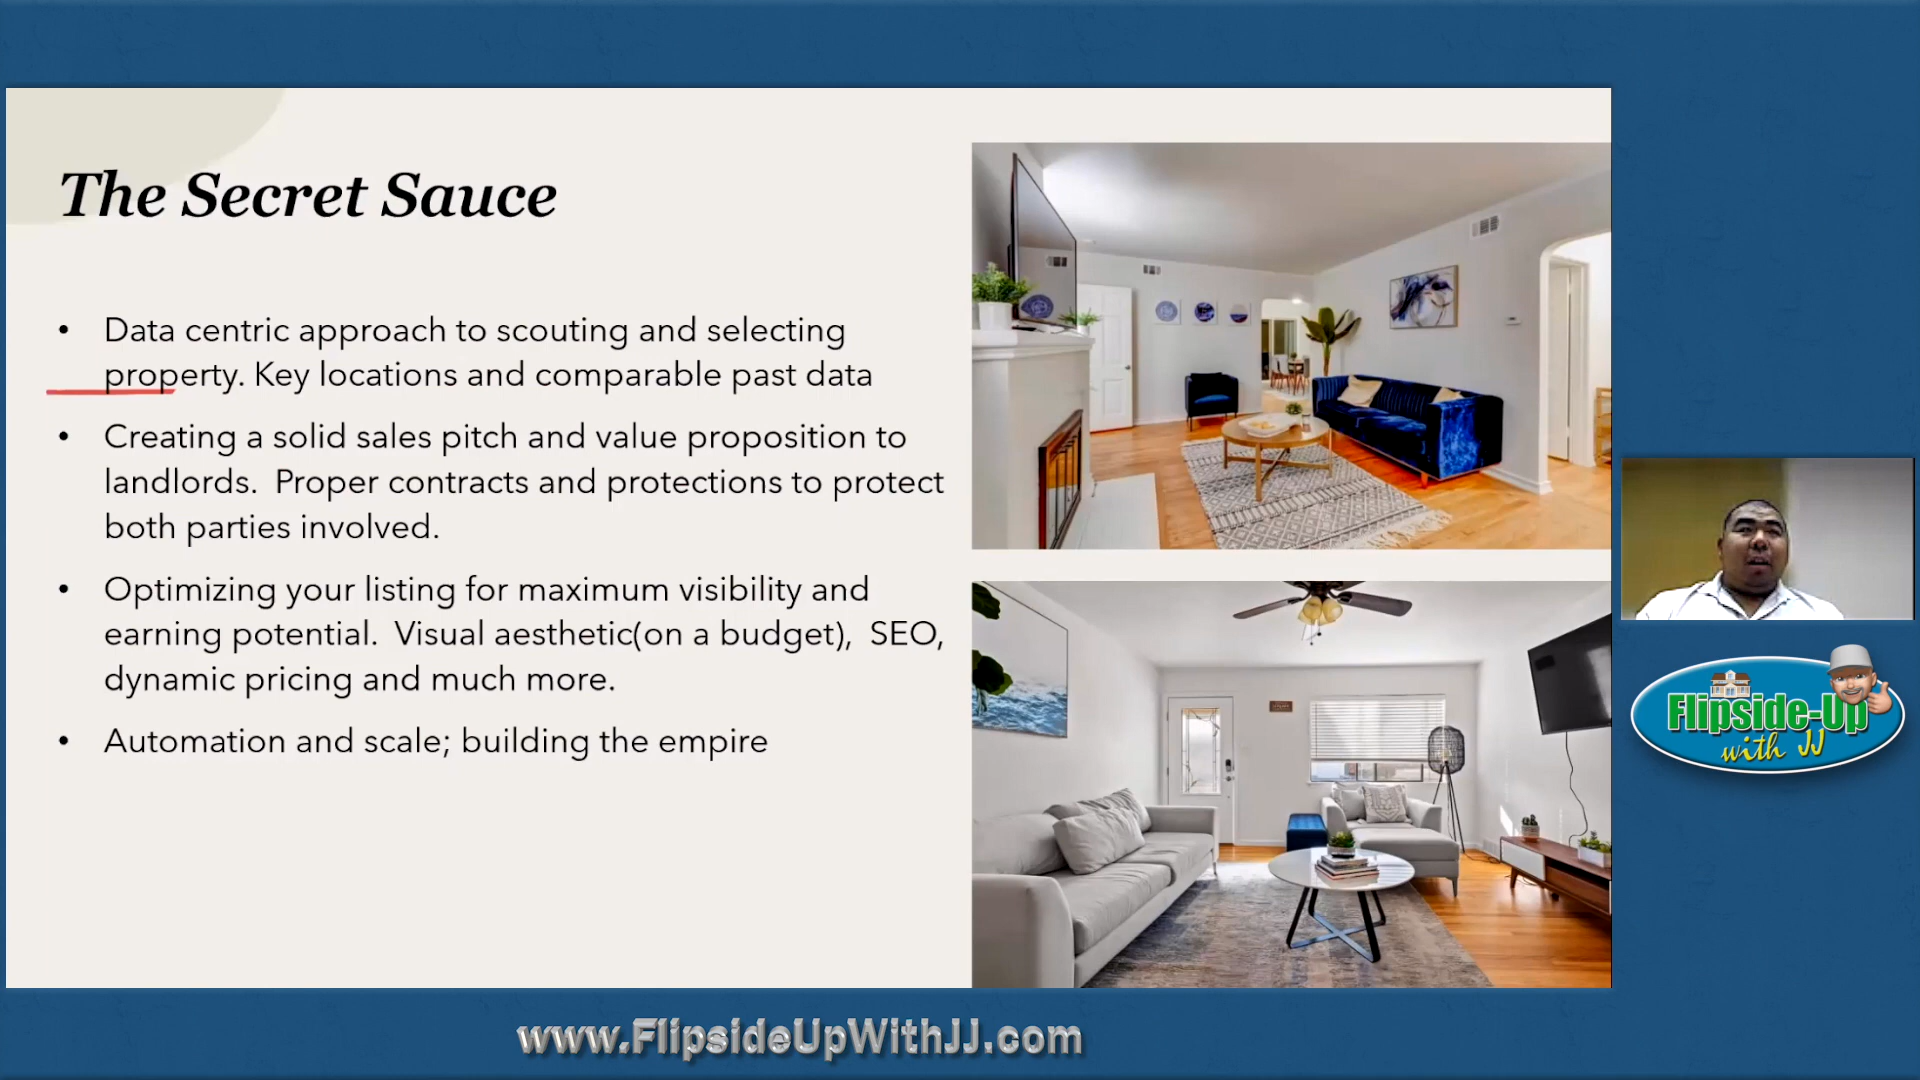 The Secret Sauce
• Data centric approach to scouting and selecting
property. Key locations and comparable past data
• Creating a solid sales pitch and value proposition to
landlords.  Proper contracts and protections to protect
both parties involved.
• Optimizing your listing for maximum visibility and
earning potential.  Visual aesthetic(on a budget),  SEO,
dynamic pricing and much more.
• Automation and scale; building the empire
Flipside-Up
with JJ
www.FlipsideUpWithJJ.com